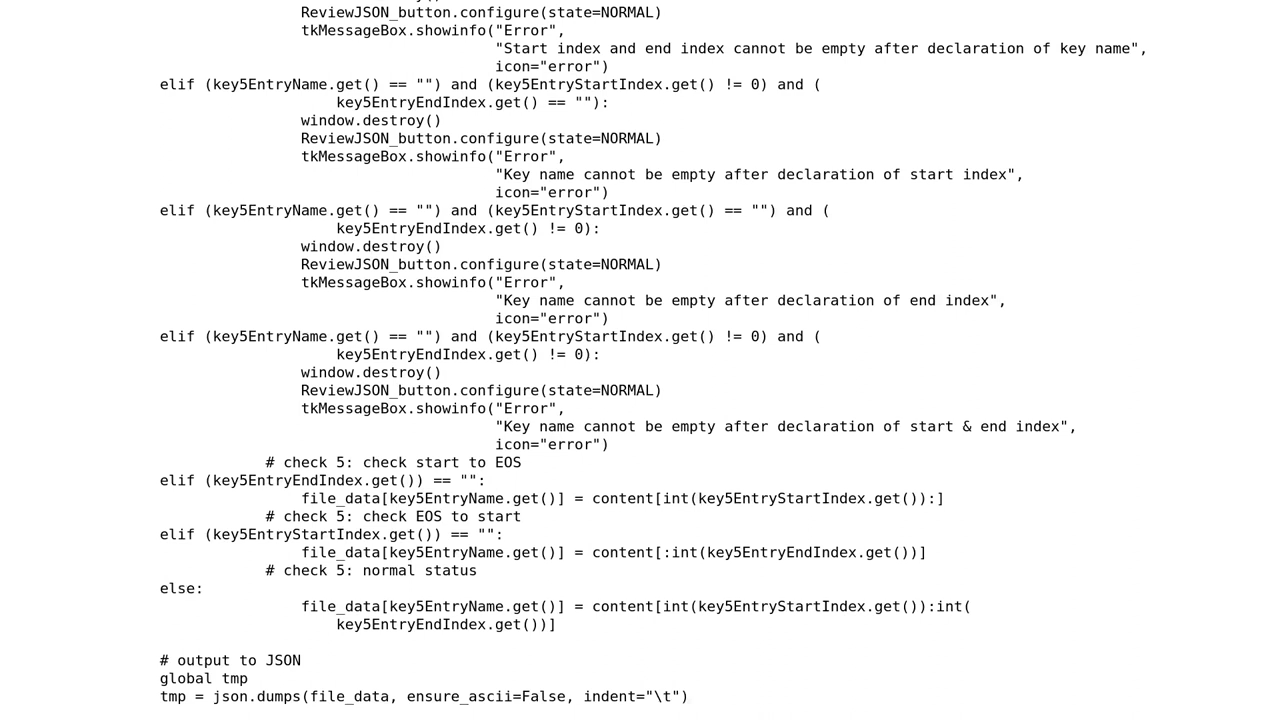 ReviewJSON_button.configure(state=NORMAL)
tkMessageBox.showinfo("Error",
"Start index and end index cannot be empty after declaration of key name",
icon="error")
elif (key5EntryName.get() == "") and (key5EntryStartIndex.get() != 0) and (
key5EntryEndIndex.get() == ""):
window.destroy()
ReviewJSON_button.configure(state=NORMAL)
tkMessageBox.showinfo("Error",
"Key name cannot be empty after declaration of start index",
icon="error")
elif (key5EntryName.get() == "") and (key5EntryStartIndex.get() == "") and (
key5EntryEndIndex.get() != 0):
window.destroy()
ReviewJSON_button.configure(state=NORMAL)
tkMessageBox.showinfo("Error",
"Key name cannot be empty after declaration of end index",
icon="error")
elif (key5EntryName.get() == "") and (key5EntryStartIndex.get() != 0) and (
key5EntryEndIndex.get() != 0):
window.destroy()
ReviewJSON_button.configure(state=NORMAL)
tkMessageBox.showinfo("Error",
"Key name cannot be empty after declaration of start & end index",
icon="error")
# check 5: check start to EOS
elif (key5EntryEndIndex.get()) == "":
file_data[key5EntryName.get()] = content[int(key5EntryStartIndex.get()):]
# check 5: check EOS to start
elif (key5EntryStartIndex.get()) == "":
file_data[key5EntryName.get()] = content[:int(key5EntryEndIndex.get())]
# check 5: normal status
else:
file_data[key5EntryName.get()] = content[int(key5EntryStartIndex.get()):int(
key5EntryEndIndex.get())]
# output to JSON
global tmp
tmp = json.dumps(file_data, ensure_ascii=False, indent="\t")